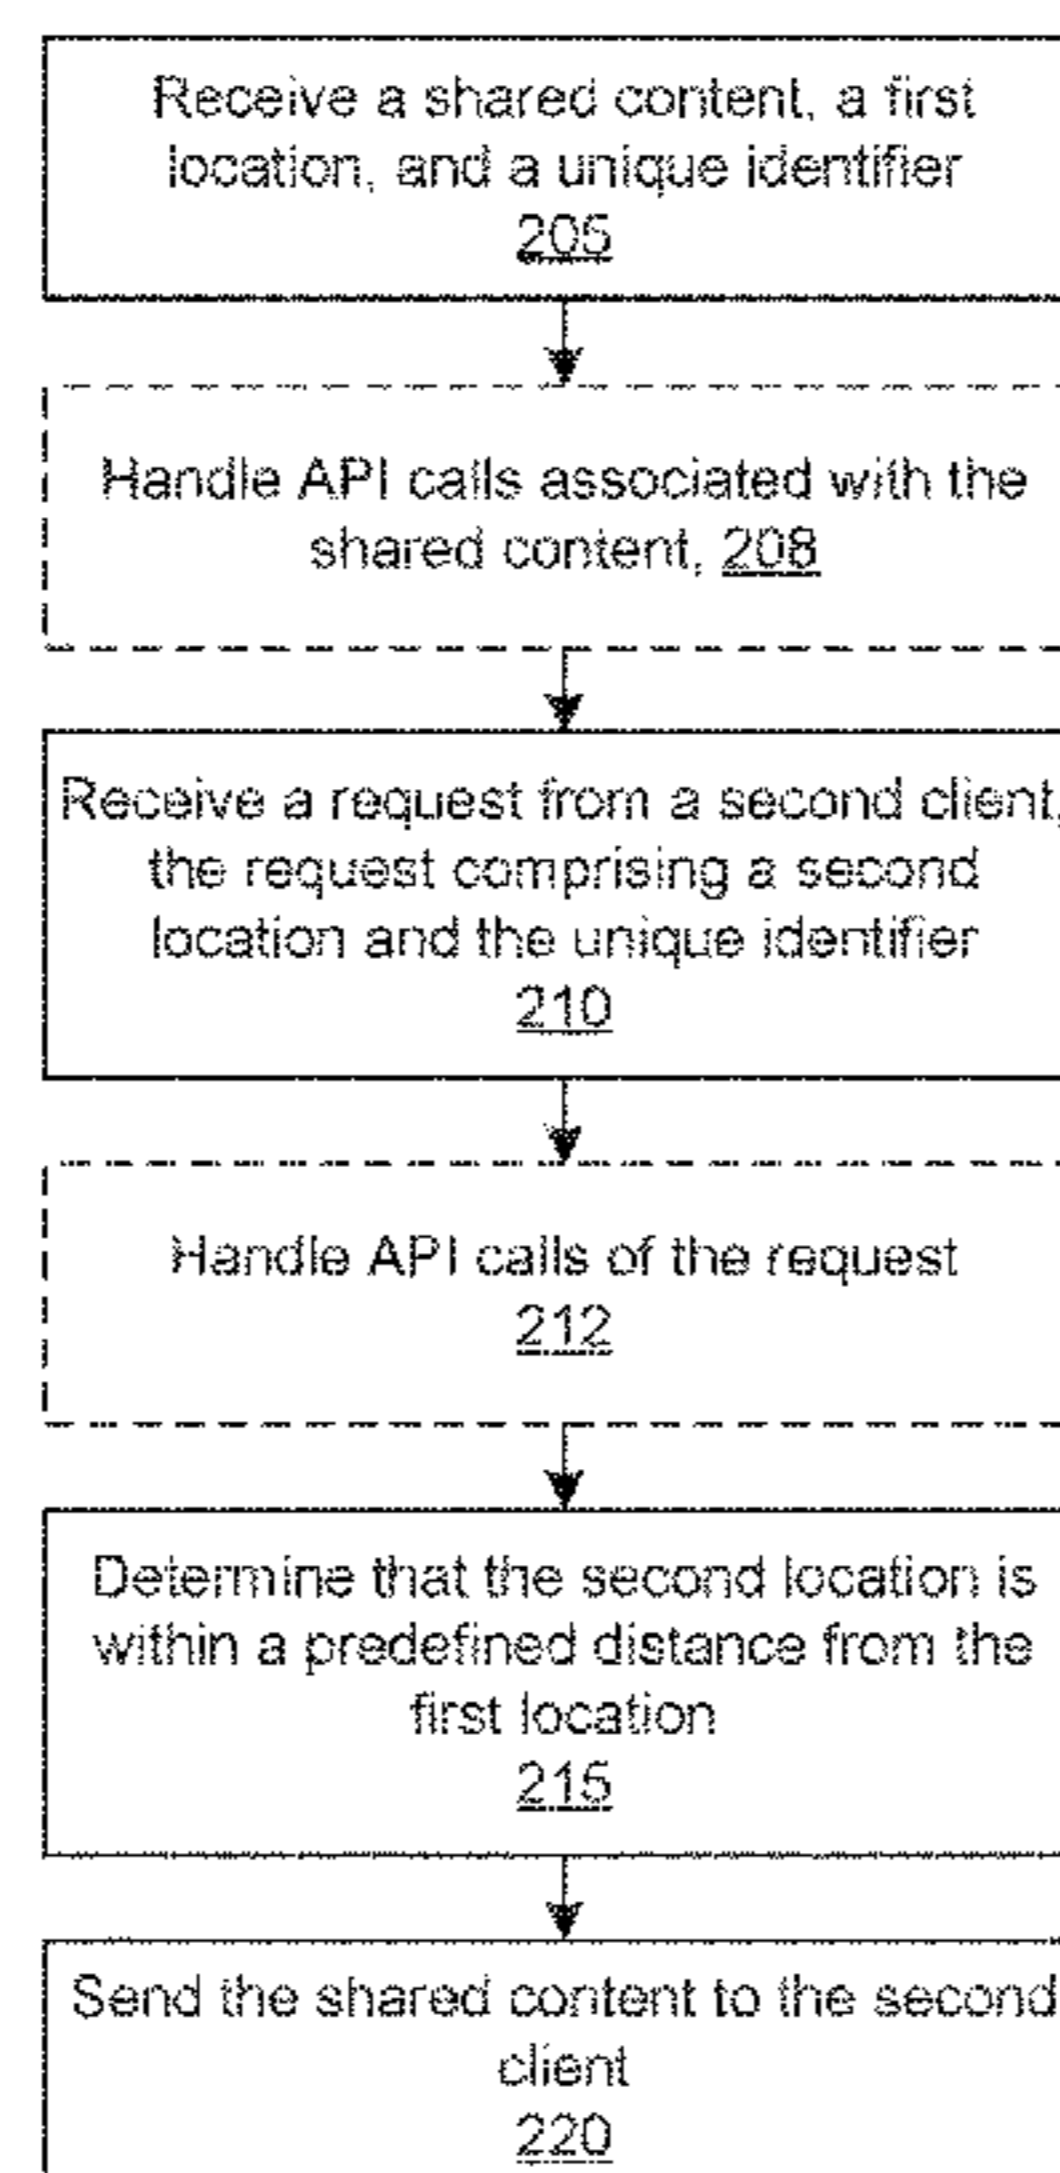 Receive a shared content, a first
location, and a unique identifier
205
Handle API calls associated with the
shared content, 208
Receive a request from a second client,
the request comprising a second
location and the unique identifier
210
Handle API calls of the request
212
Determine that the second location is
within a predefined distance from the
first location
215
Send the shared content to the second
client
220